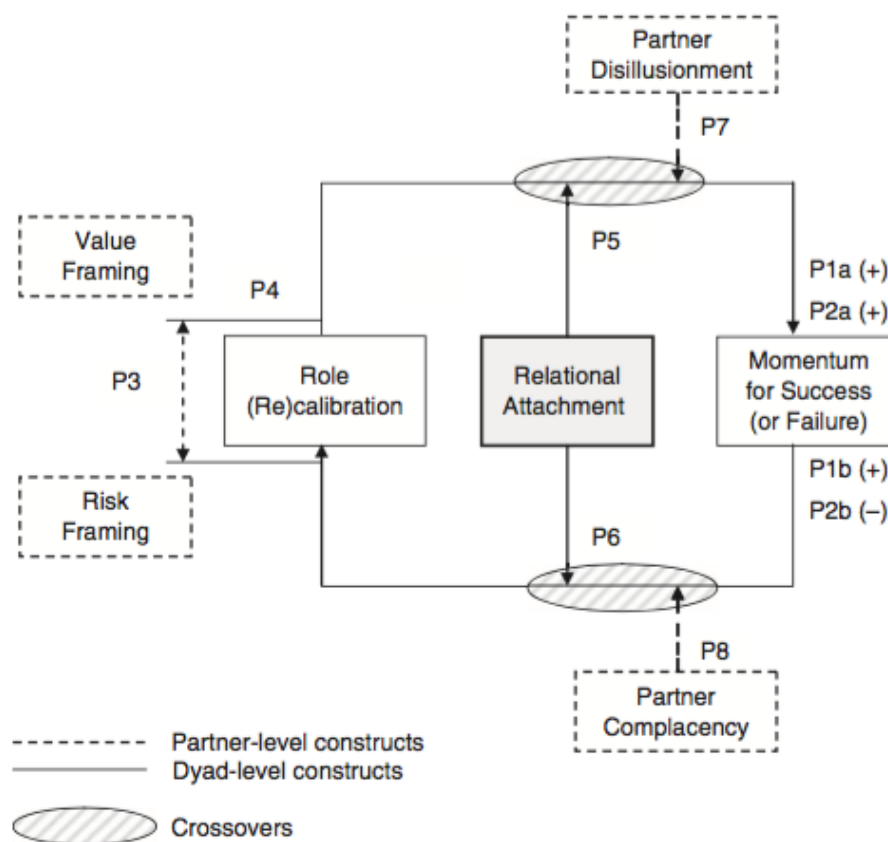 Partner
Disillusionment
P7
Value
Framing
P5
P4
P1a (+)
P2a (+)
P3
Role
(Re)calibration
Relational
Attachment
Momentum
for Success
(or Failure)
P1b (+)
P2b (–)
Risk
Framing
P6
P8
Partner
Complacency
Partner-level constructs
Dyad-level constructs
Crossovers